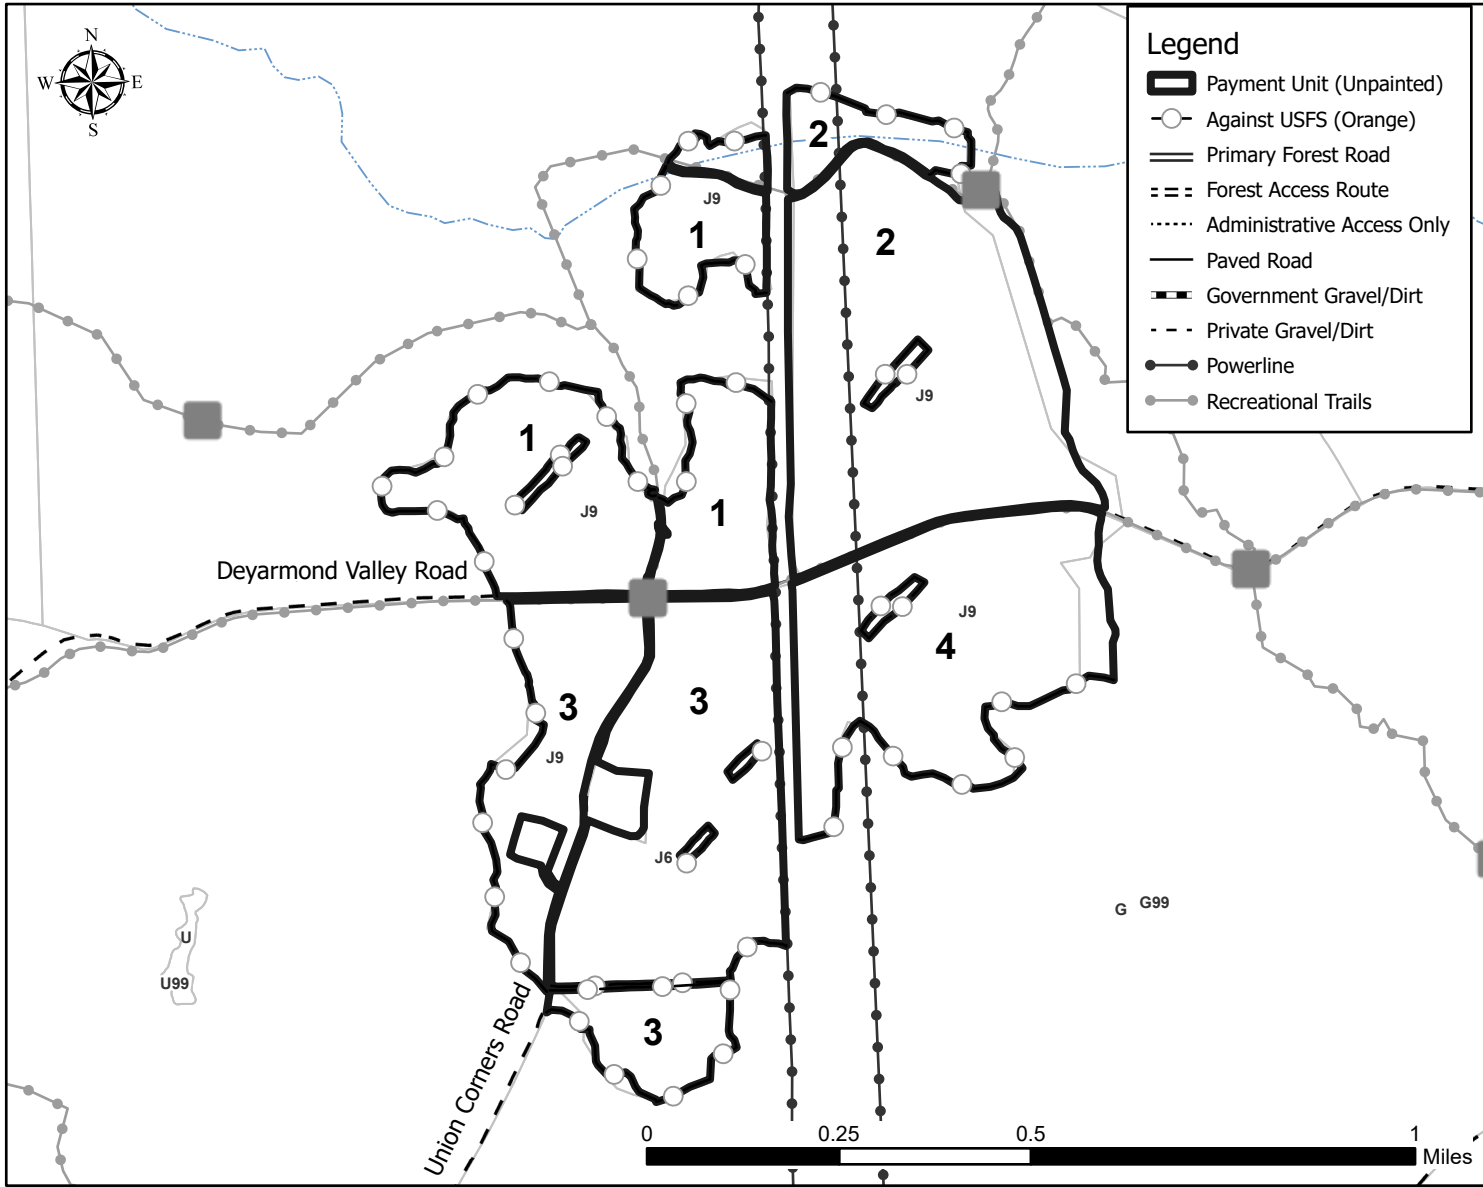 N
W E
S
Legend
Payment Unit (Unpainted)
Against USFS (Orange)
Primary Forest Road
Forest Access Route
Administrative Access Only
Paved Road
Government Gravel/Dirt
Private Gravel/Dirt
Powerline
Recreational Trails
2
J9
1
2
J9
1
J9
1
Deyarmond Valley Road
J9
4
3
3
J9
J6
G G99
U
U99
3
Union Corners Road
0 0.25 0.5 1
Miles